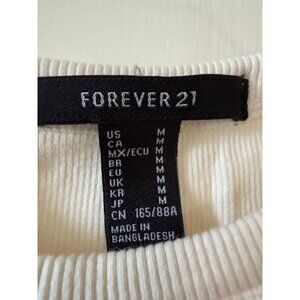 FOREVER 21
US M
CA M
MX/ECU M
BR M
EU M
UK M
KR M
JP M
CN 165/88A
MADE IN
BANGLADESH